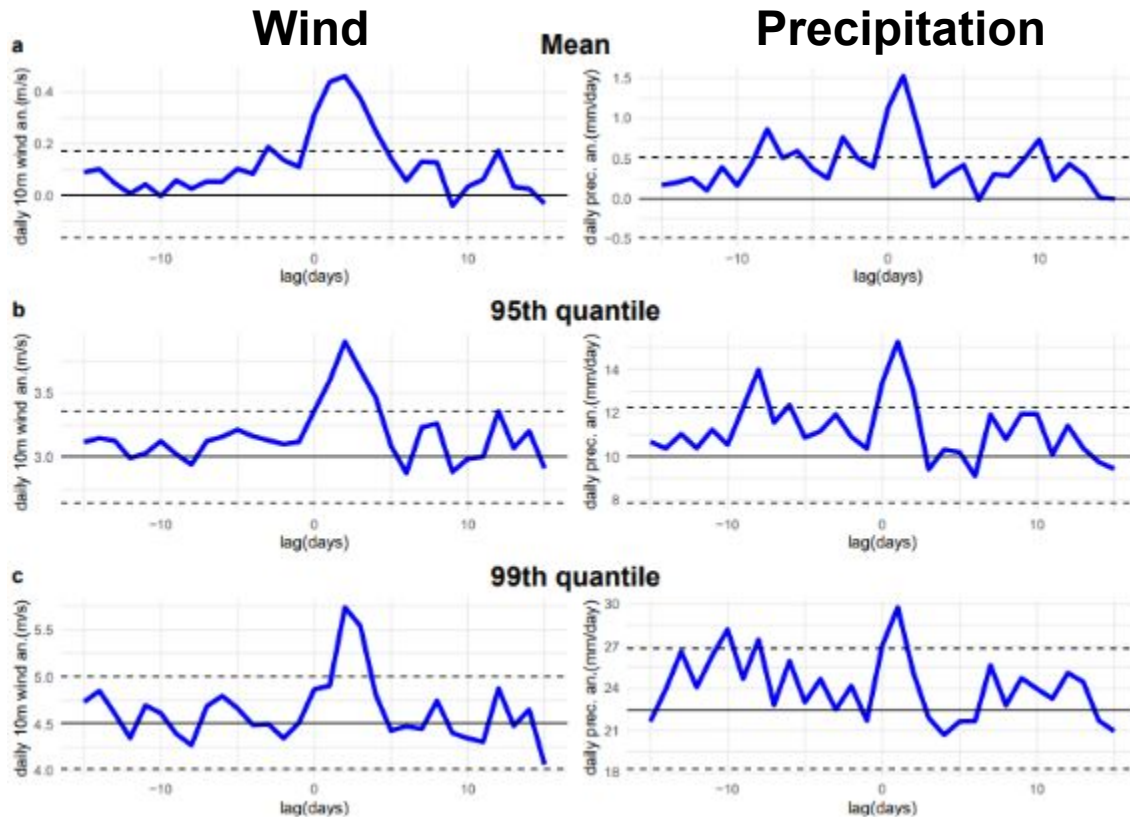 Wind
Precipitation
a
Mean
daily 10m wind an.(m/s)
0.4
0.2
0.0
−10
0
10
lag(days)
daily prec. an.(mm/day)
1.5
1.0
0.5
0.0
−0.5
−10
0
10
lag(days)
b
95th quantile
daily 10m wind an.(m/s)
3.5
3.0
−10
0
10
lag(days)
daily prec. an.(mm/day)
14
12
10
8
−10
0
10
lag(days)
c
99th quantile
daily 10m wind an.(m/s)
5.5
5.0
4.5
4.0
−10
0
10
lag(days)
daily prec. an.(mm/day)
30
27
24
21
18
−10
0
10
lag(days)